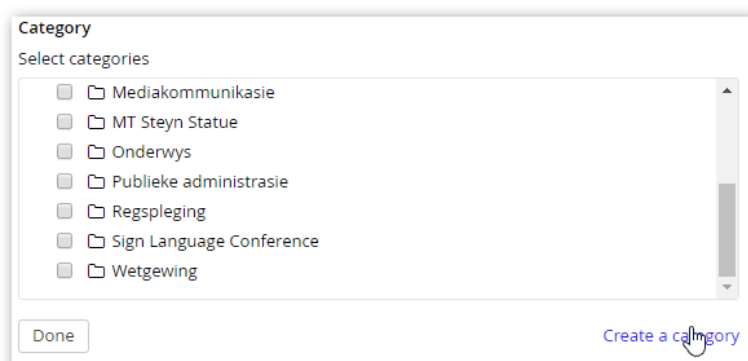 Category
Select categories
Mediakommunikasie
MT Steyn Statue
Onderwys
Publieke administrasie
Regspleging
Sign Language Conference
Wetgewing
Done
Create a category